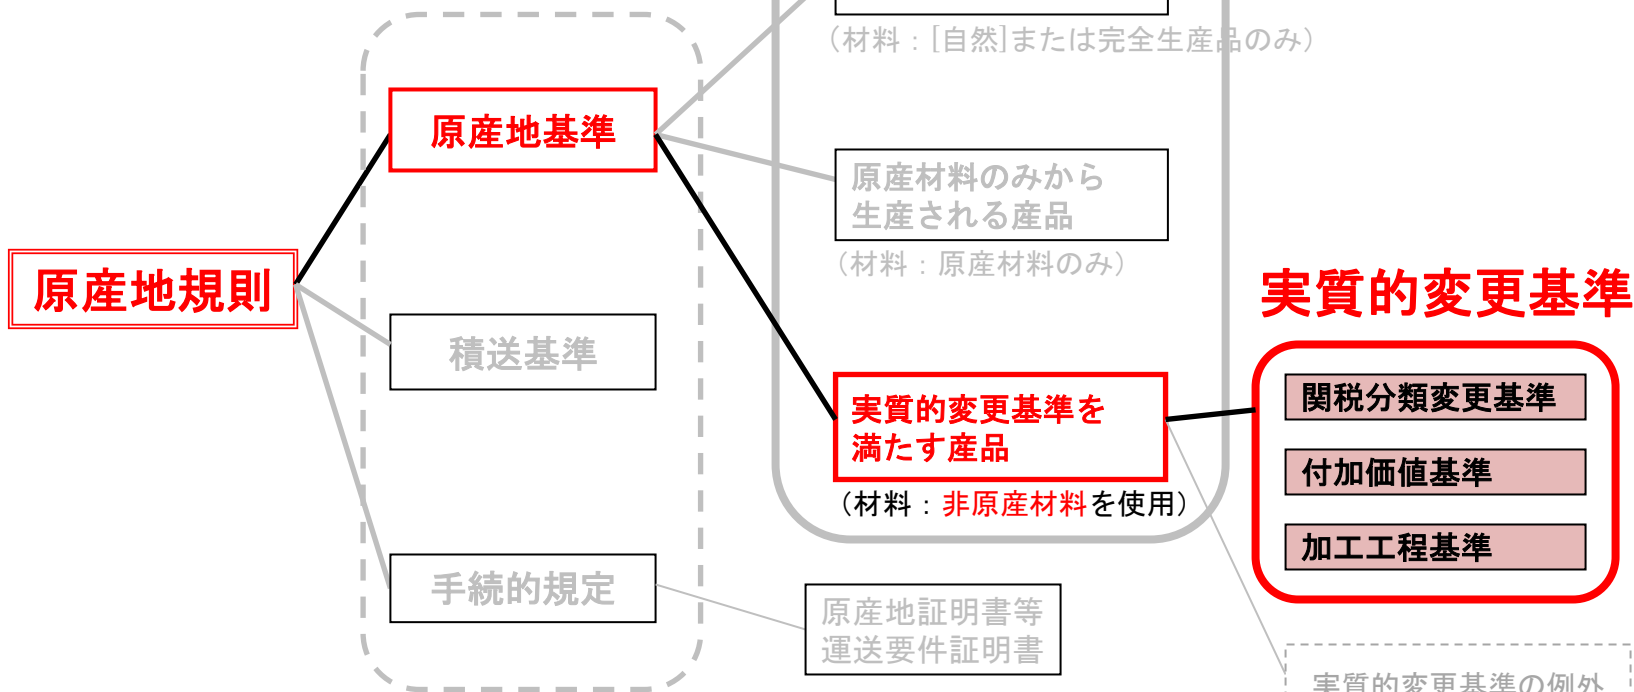 （材料：[自然]または完全生産品のみ）
原産地基準
原産材料のみから
生産される産品
（材料：原産材料のみ）
原産地規則
実質的変更基準
積送基準
実質的変更基準を
満たす産品
（材料：非原産材料を使用）
関税分類変更基準
付加価値基準
加工工程基準
手続的規定
原産地証明書等
運送要件証明書
実質的変更基準の例外